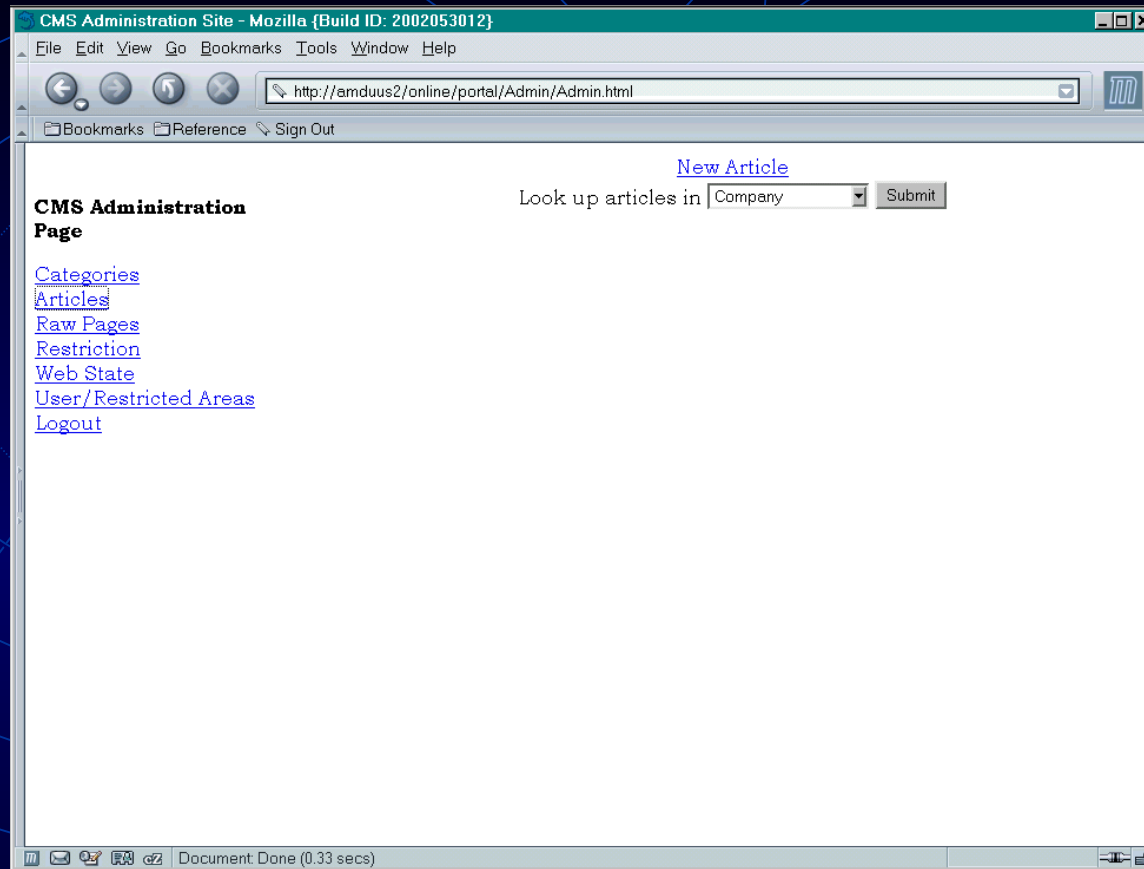 CMS Administration Site - Mozilla {Build ID: 2002053012}
File Edit View Go Bookmarks Tools Window Help
http://amduus2/online/portal/Admin/Admin.html
Bookmarks Reference Sign Out
CMS Administration
Page
Categories
Articles
Raw Pages
Restriction
Web State
User/Restricted Areas
Logout
New Article
Look up articles in Company Submit
Document: Done (0.33 secs)